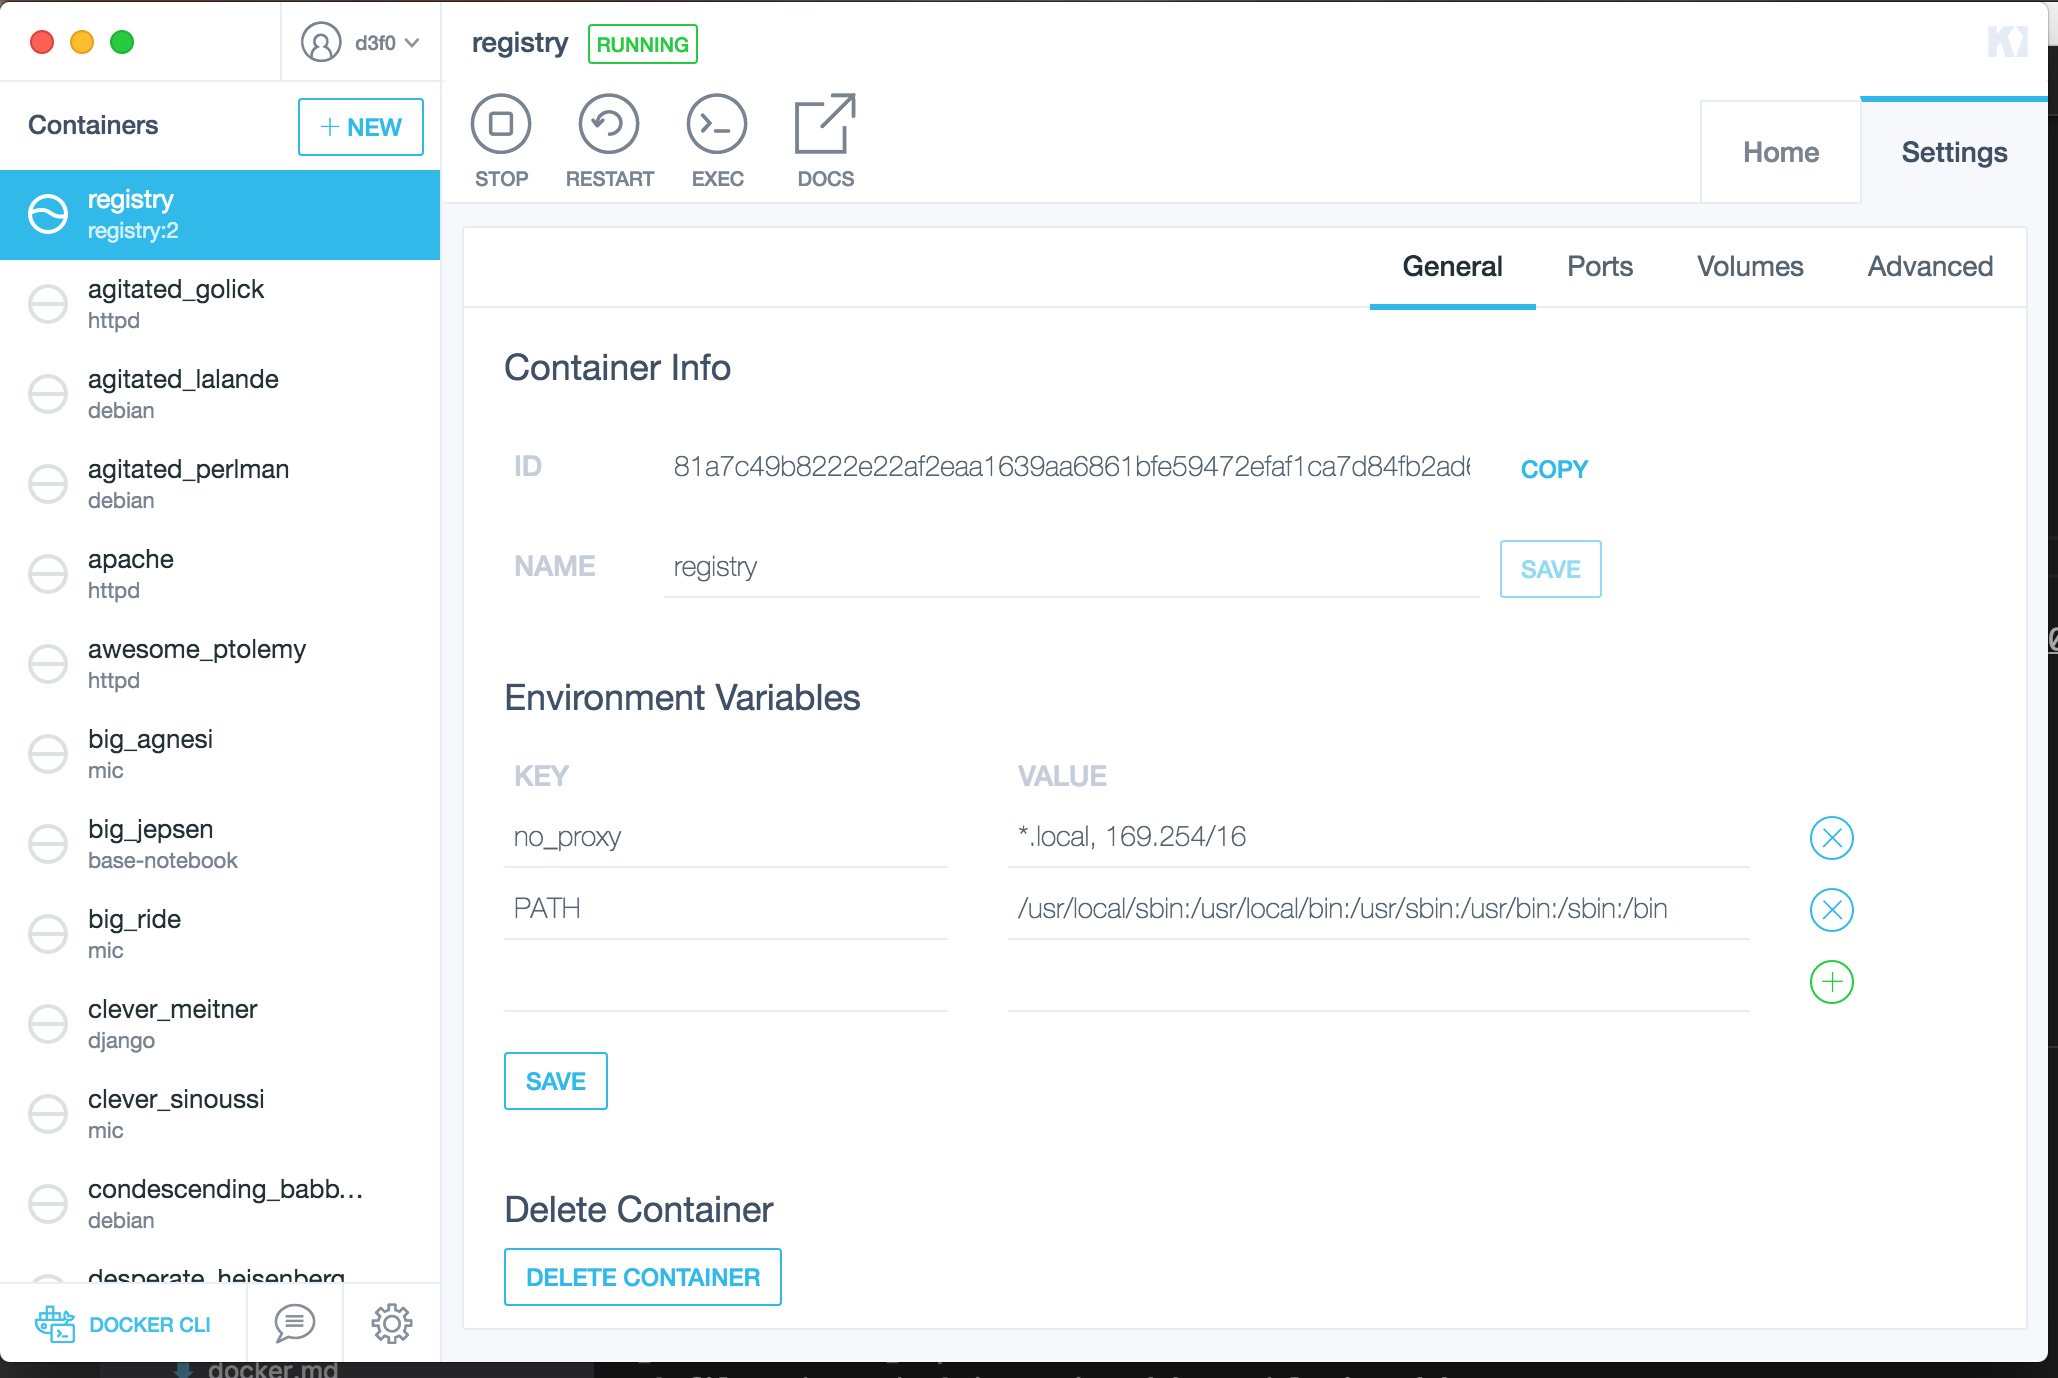 d3f0
registry RUNNING
Containers
+ NEW
STOP RESTART EXEC DOCS
Home Settings
registry
registry:2
agitated_golick
httpd
agitated_lalande
debian
agitated_perlman
debian
apache
httpd
awesome_ptolemy
httpd
big_agnesi
mic
big_jepsen
base-notebook
big_ride
mic
clever_meitner
django
clever_sinoussi
mic
condescending_babb...
debian
desperate_heisenberg
DOCKER CLI
General Ports Volumes Advanced
Container Info
ID 81a7c49b8222e22af2eaa1639aa6861bfe59472efaf1ca7d84fb2ad6 COPY
NAME registry SAVE
Environment Variables
KEY VALUE
no_proxy *.local, 169.254/16
PATH /usr/local/sbin:/usr/local/bin:/usr/sbin:/usr/bin:/sbin:/bin
SAVE
Delete Container
DELETE CONTAINER
docker.md